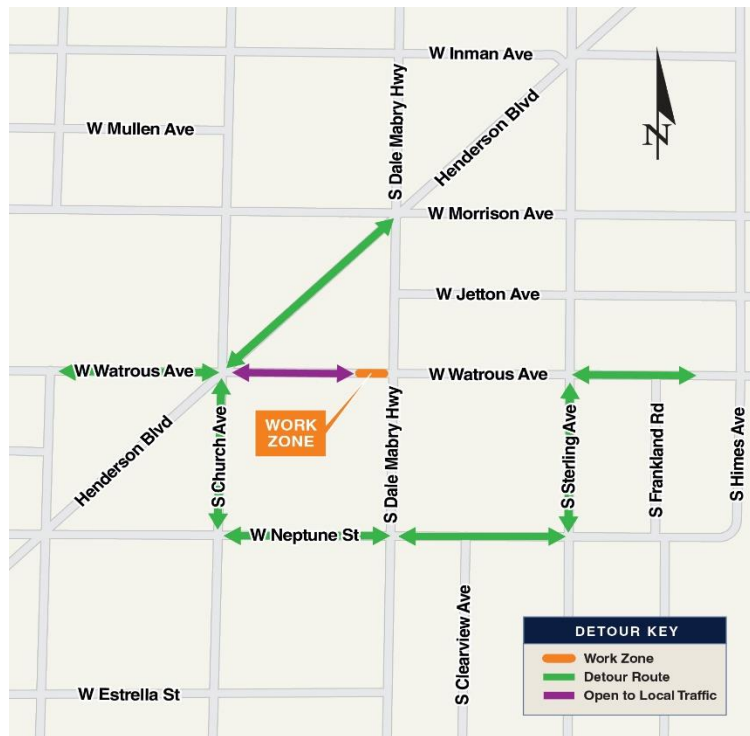 W Inman Ave
S Dale Mabry Hwy
Henderson Blvd
W Mullen Ave
N
W Morrison Ave
W Jetton Ave
W Watrous Ave
W Watrous Ave
WORK
ZONE
Henderson Blvd
S Church Ave
S Dale Mabry Hwy
S Sterling Ave
S Frankland Rd
S Himes Ave
W Neptune St
S Clearview Ave
W Estrella St
DETOUR KEY
Work Zone
Detour Route
Open to Local Traffic